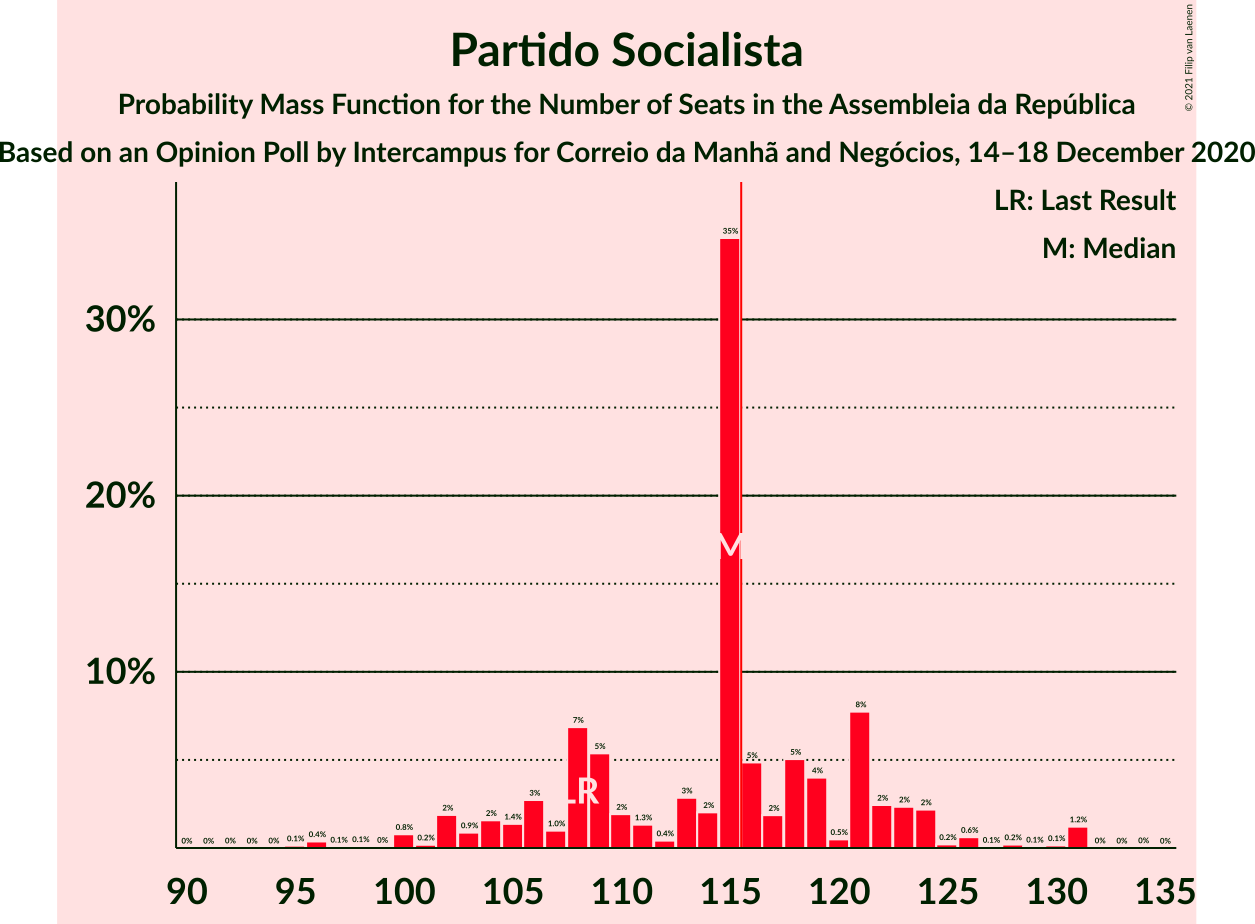 Partido Socialista
Probability Mass Function for the Number of Seats in the Assembleia da República
Based on an Opinion Poll by Intercampus for Correio da Manhã and Negócios, 14–18 December 2020
© 2021 Filip van Laenen
LR: Last Result
M: Median
30%
20%
10%
0% 0% 0% 0% 0% 0.1% 0.4% 0.1% 0.1% 0% 0.8% 0.2% 2% 0.9% 2% 1.4% 3% 1.0% 7% 5% 2% 1.3% 0.4% 3% 2% 35% 5% 2% 5% 4% 0.5% 8% 2% 2% 2% 0.2% 0.6% 0.1% 0.2% 0.1% 0.1% 1.2% 0% 0% 0% 0%
M
LR
90 95 100 105 110 115 120 125 130 135